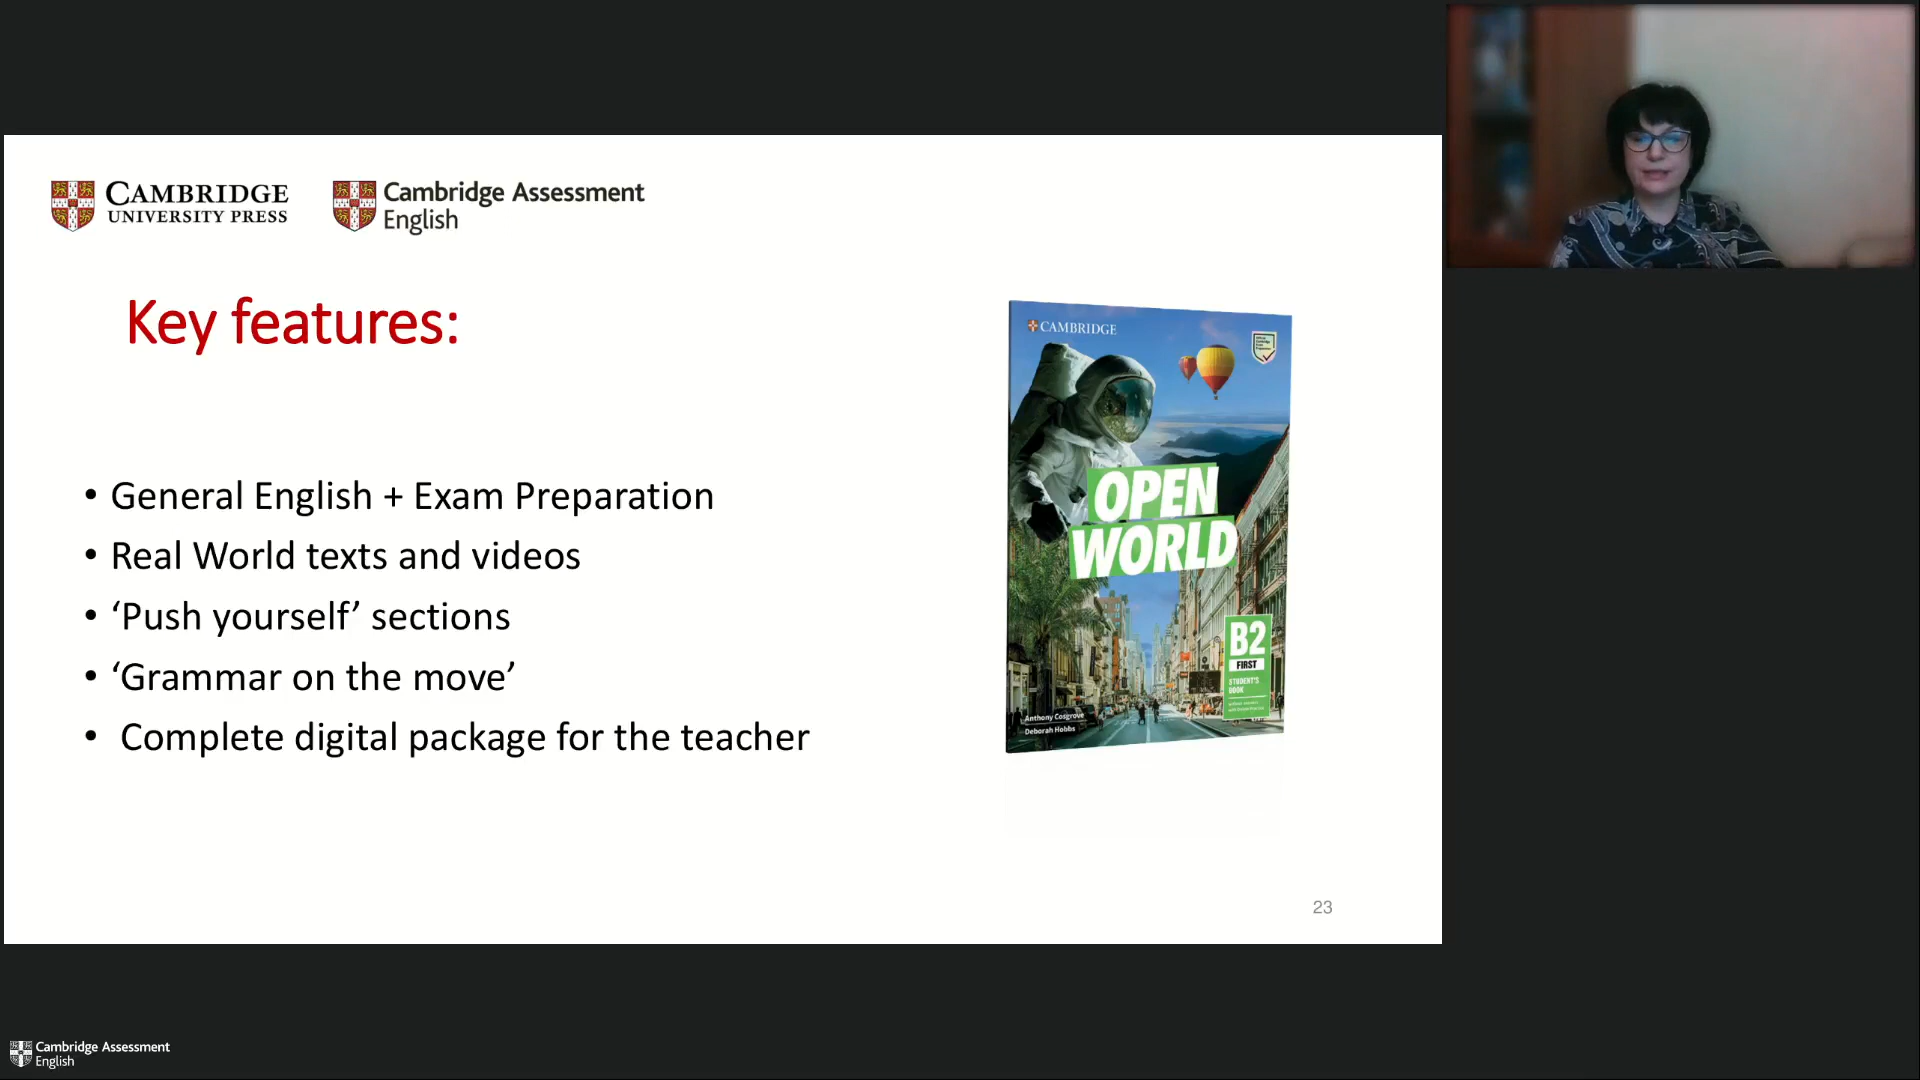 CAMBRIDGE
UNIVERSITY PRESS
Cambridge Assessment
English
Key features:
• General English + Exam Preparation
• Real World texts and videos
• ‘Push yourself’ sections
• ‘Grammar on the move’
• Complete digital package for the teacher
CAMBRIDGE
OPEN
WORLD
B2
FIRST
STUDENT'S
BOOK
Anthony Cosgrove
Deborah Hobbs
23
Cambridge Assessment
English